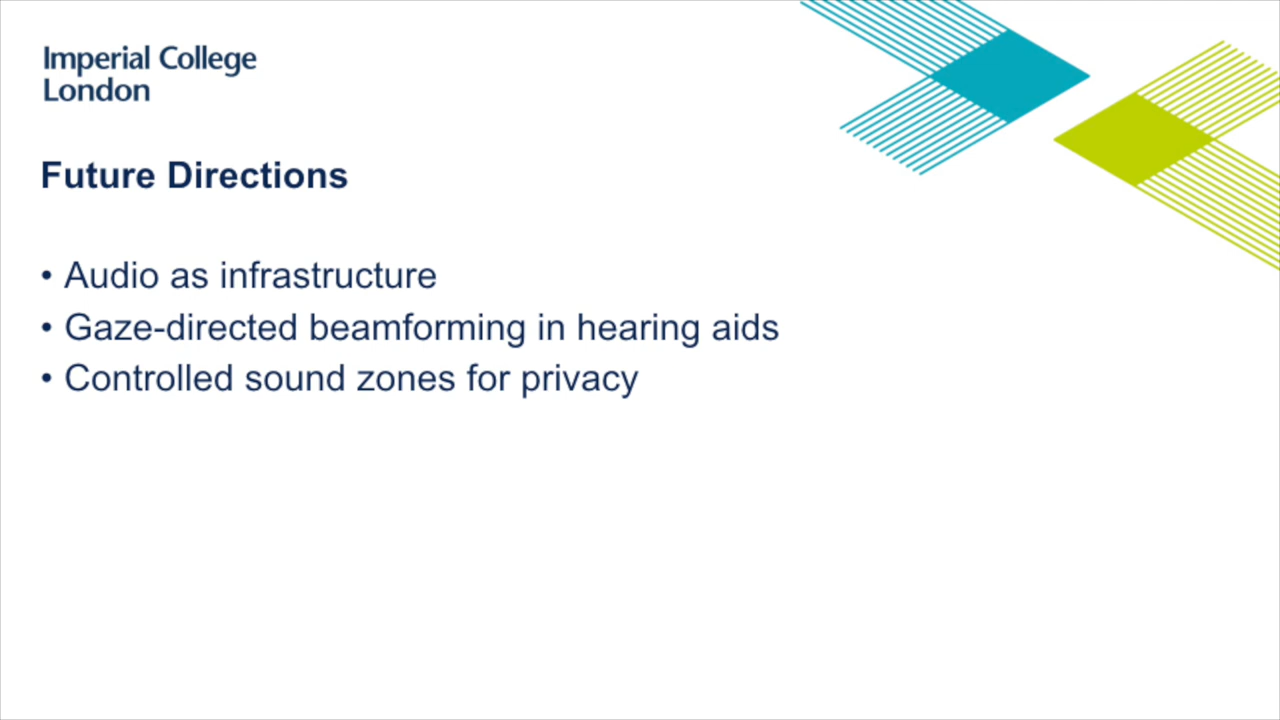 Imperial College
London
Future Directions
• Audio as infrastructure
• Gaze-directed beamforming in hearing aids
• Controlled sound zones for privacy